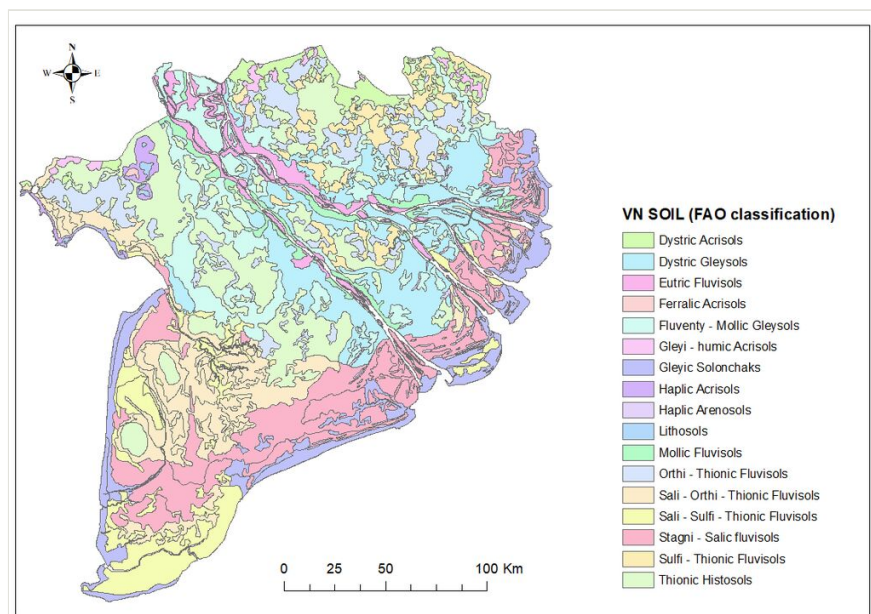 N
W E
S
VN SOIL (FAO classification)
Dystric Acrisols
Dystric Gleysols
Eutric Fluvisols
Ferralic Acrisols
Fluventy - Mollic Gleysols
Gleyi - humic Acrisols
Gleyic Solonchaks
Haplic Acrisols
Haplic Arenosols
Lithosols
Mollic Fluvisols
Orthi - Thionic Fluvisols
Sali - Orthi - Thionic Fluvisols
Sali - Sulfi - Thionic Fluvisols
Stagni - Salic fluvisols
Sulfi - Thionic Fluvisols
Thionic Histosols
0 25 50 100 Km